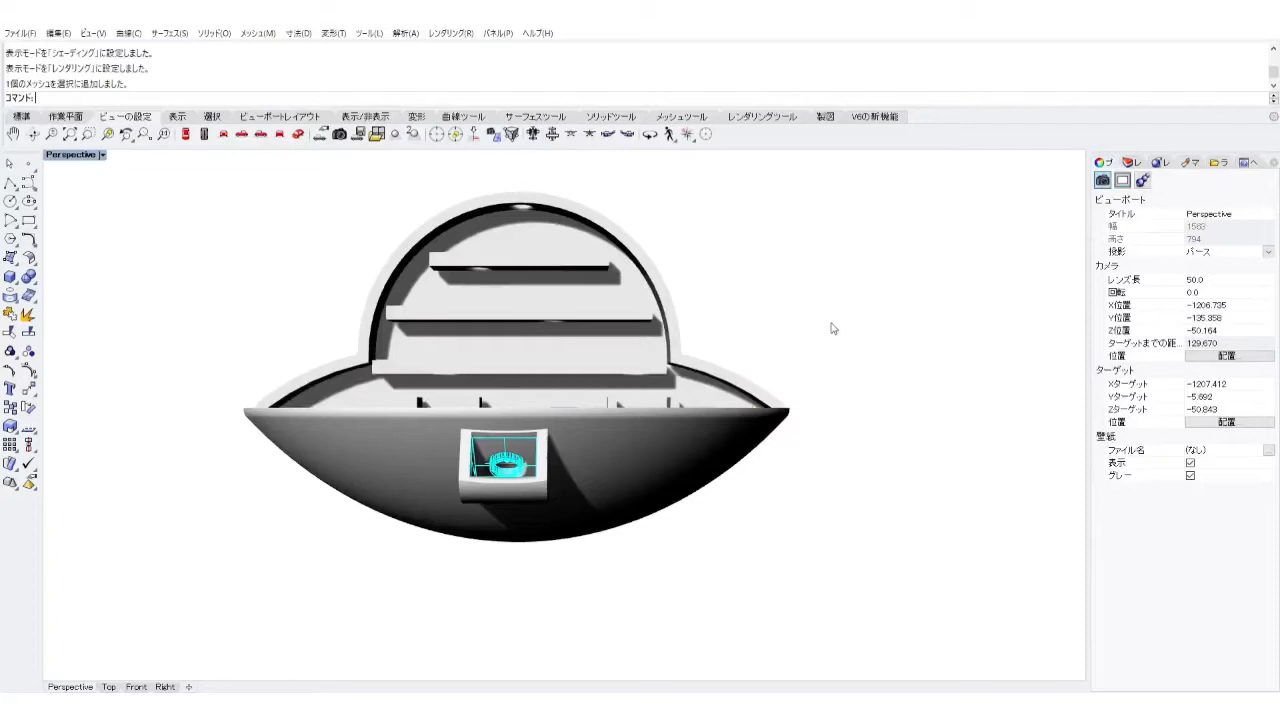 ファイル(F) 編集(E) ビュー(V) 曲線(C) サーフェス(S) ソリッド(O) メッシュ(M) 寸法(D) 変形(T) ツール(L) 解析(A) レンダリング(R) パネル(P) ヘルプ(H)
表示モードを「シェーディング」に設定しました。
表示モードを「レンダリング」に設定しました。
1個のメッシュを選択に追加しました。
コマンド:
標準 作業平面 ビューの設定 表示 選択 ビューポートレイアウト 表示/非表示 変形 曲線ツール サーフェスツール ソリッドツール メッシュツール レンダリングツール 製図 V6の新機能
Perspective
プ レ レ マ ラ ヘ
ビューポート
タイトル Perspective
幅 1563
高さ 794
投影 パース
カメラ
レンズ長 50.0
回転 0.0
X位置 -1206.735
Y位置 -135.358
Z位置 -50.164
ターゲットまでの距... 129.670
位置 配置...
ターゲット
Xターゲット -1207.412
Yターゲット -5.692
Zターゲット -50.843
位置 配置...
壁紙
ファイル名 (なし) ...
表示
グレー
Perspective Top Front Right